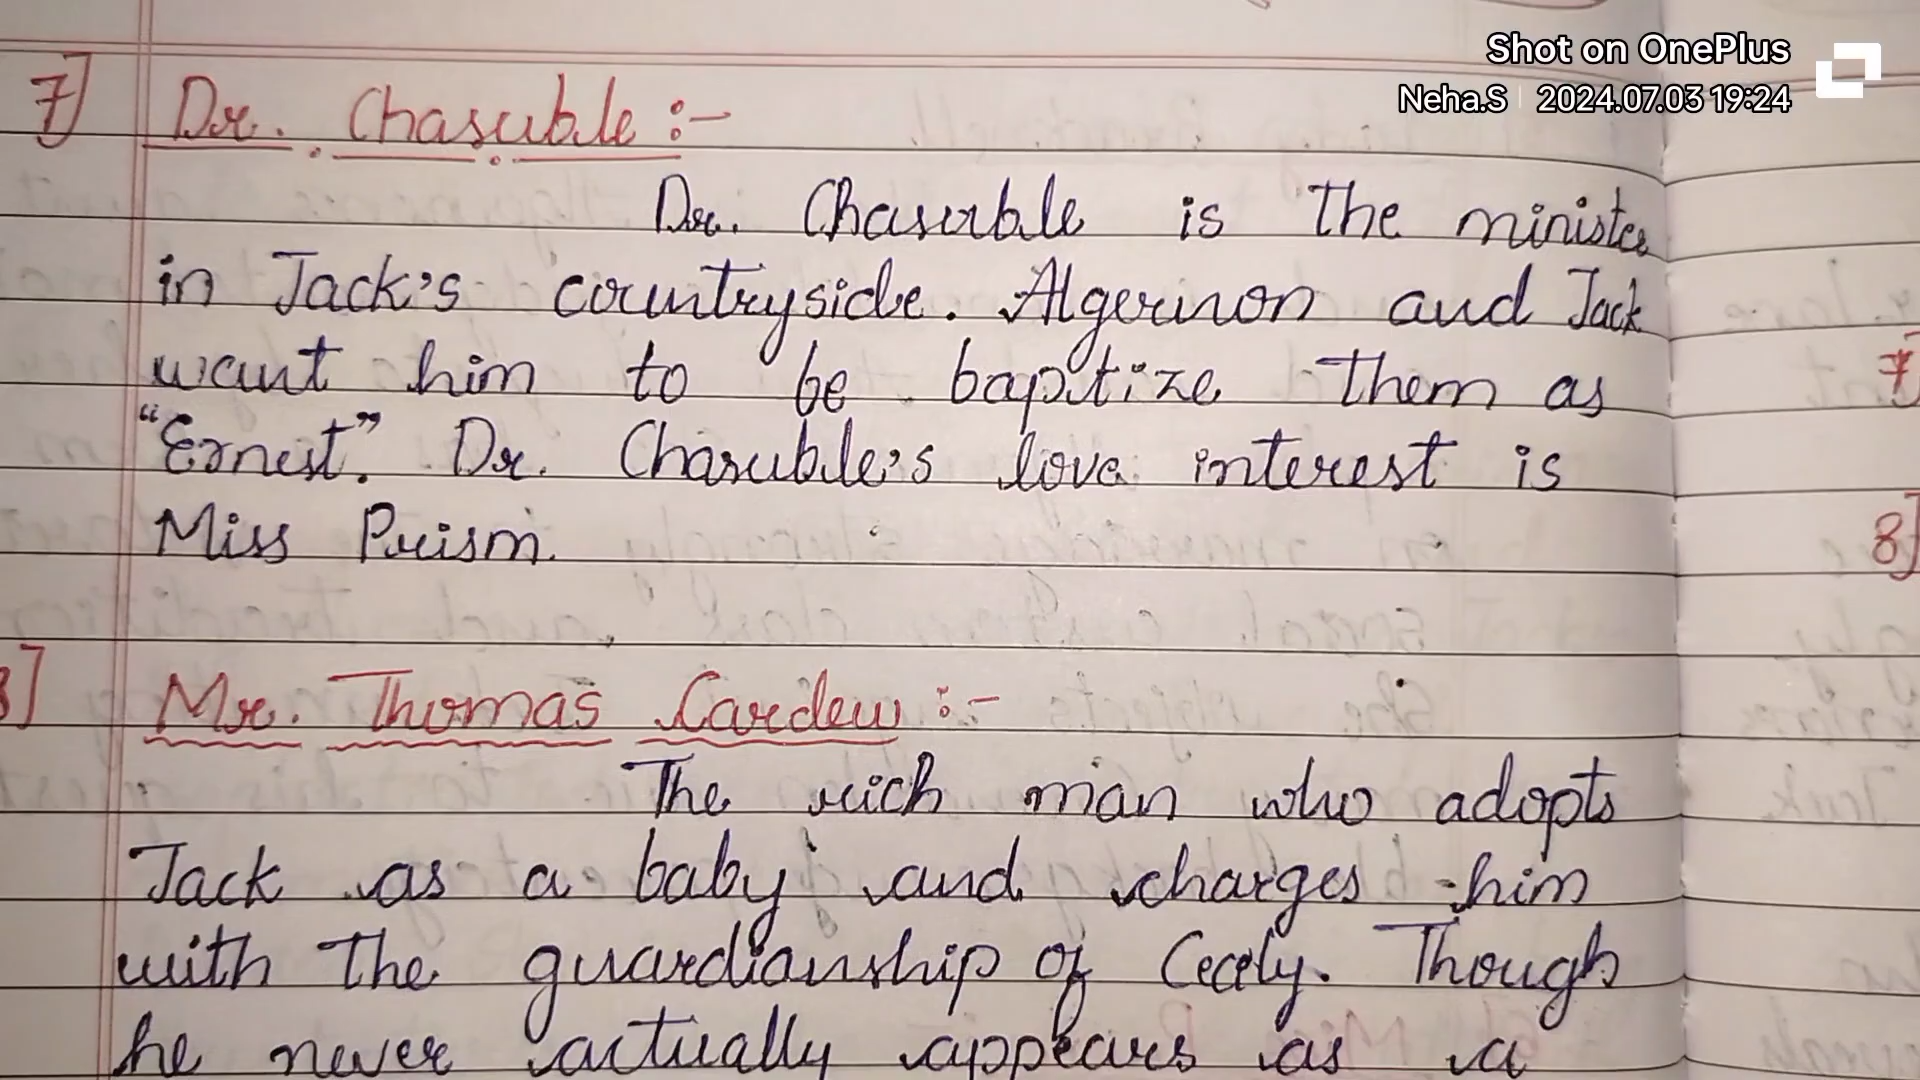 Shot on OnePlus
Neha.S | 2024.07.03 19:24
7] Dr. Chasuble :-
Dr. Chasuble is the minister
in Jack's countryside. Algernon and Jack
want him to be baptize them as
"Ernest". Dr. Chasuble's love interest is
Miss Prism.
8] Mr. Thomas Cardew :-
The rich man who adopts
Jack as a baby and charges him
with the guardianship of Cecely. Though
he never actually appears as a
7]
8]